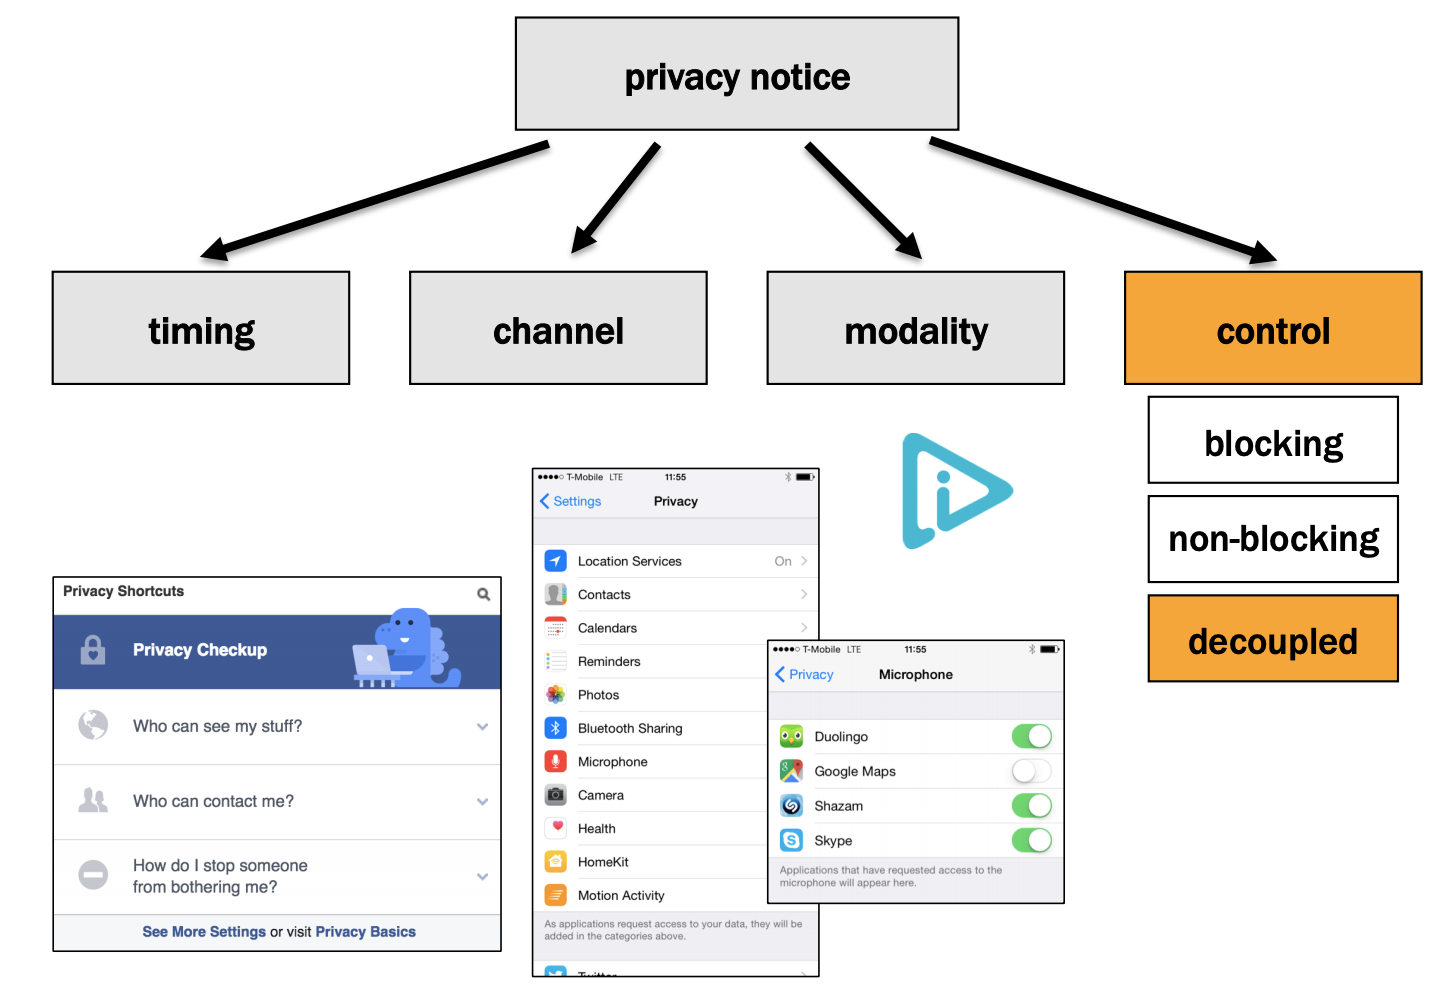 privacy notice
timing
channel
modality
control
blocking
non-blocking
decoupled
Privacy Shortcuts
Privacy Checkup
Who can see my stuff?
Who can contact me?
How do I stop someone
from bothering me?
See More Settings or visit Privacy Basics
T-Mobile LTE 11:55
Settings Privacy
Location Services On
Contacts
Calendars
Reminders
Photos
Bluetooth Sharing
Microphone
Camera
Health
HomeKit
Motion Activity
As applications request access to your data, they will be
added in the categories above.
Twitter
T-Mobile LTE 11:55
Privacy Microphone
Duolingo
Google Maps
Shazam
Skype
Applications that have requested access to the
microphone will appear here.